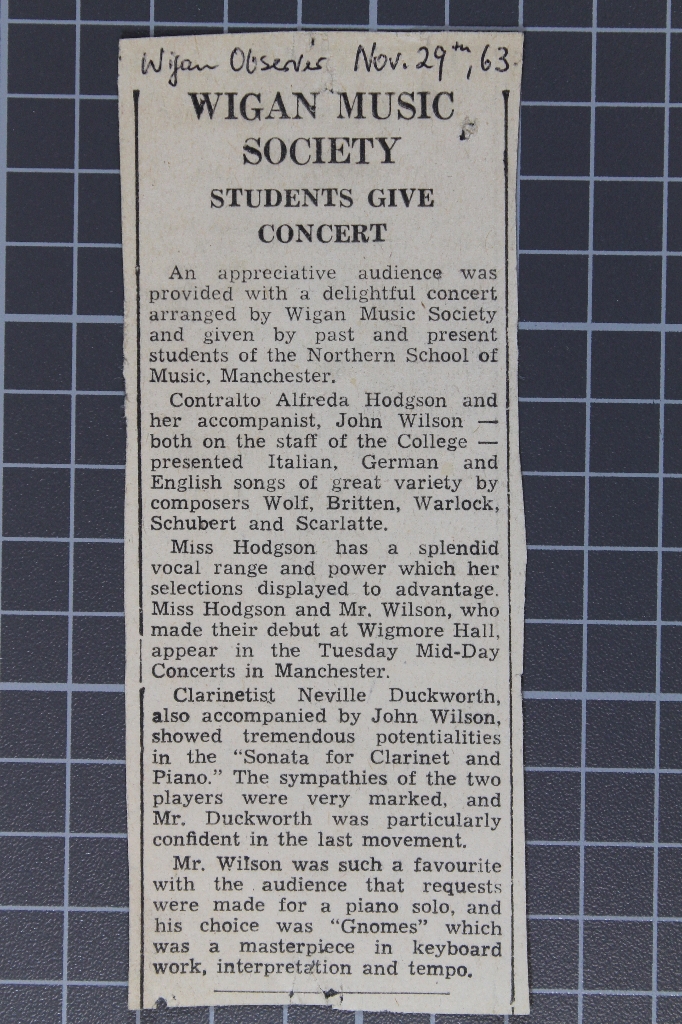 Wigan Observer Nov. 29th, 63.
WIGAN MUSIC
SOCIETY
STUDENTS GIVE
CONCERT
An appreciative audience was
provided with a delightful concert
arranged by Wigan Music Society
and given by past and present
students of the Northern School of
Music, Manchester.
Contralto Alfreda Hodgson and
her accompanist, John Wilson —
both on the staff of the College —
presented Italian, German and
English songs of great variety by
composers Wolf, Britten, Warlock,
Schubert and Scarlatte.
Miss Hodgson has a splendid
vocal range and power which her
selections displayed to advantage.
Miss Hodgson and Mr. Wilson, who
made their debut at Wigmore Hall,
appear in the Tuesday Mid-Day
Concerts in Manchester.
Clarinetist Neville Duckworth,
also accompanied by John Wilson,
showed tremendous potentialities
in the "Sonata for Clarinet and
Piano." The sympathies of the two
players were very marked, and
Mr. Duckworth was particularly
confident in the last movement.
Mr. Wilson was such a favourite
with the audience that requests
were made for a piano solo, and
his choice was "Gnomes" which
was a masterpiece in keyboard
work, interpretation and tempo.